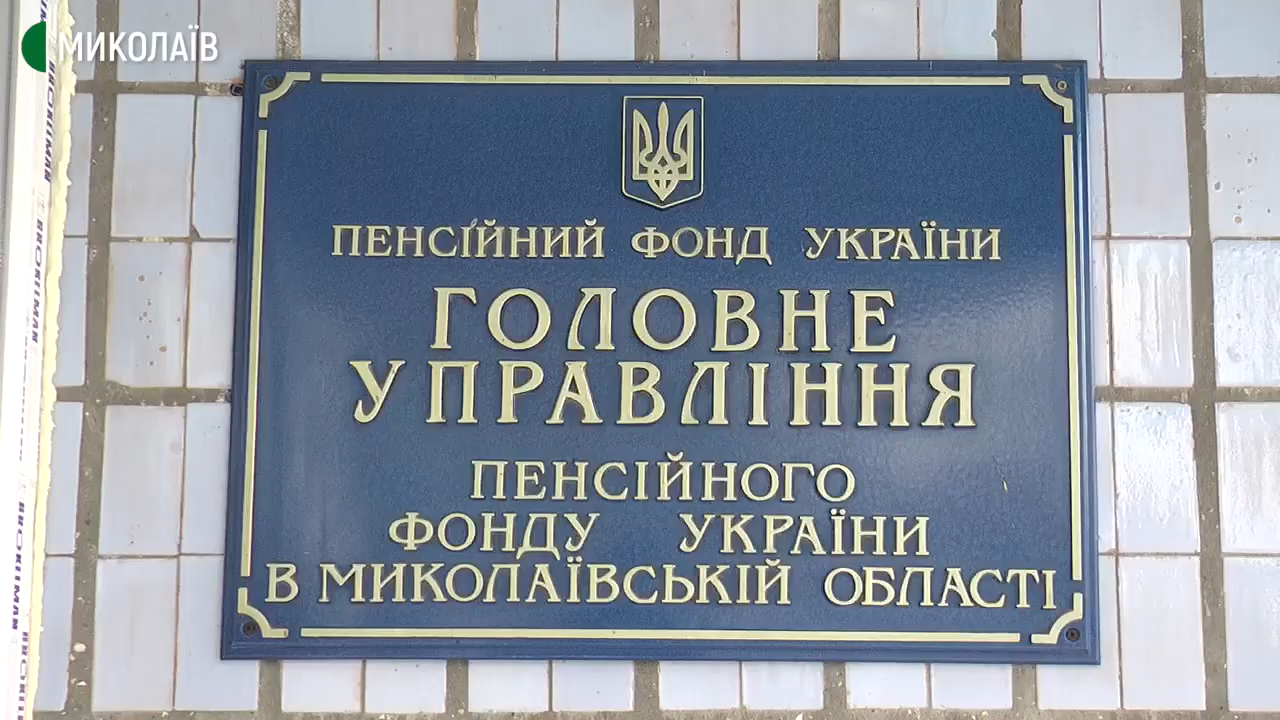 МИКОЛАЇВ
ПЕНСІЙНИЙ ФОНД УКРАЇНИ
ГОЛОВНЕ
УПРАВЛІННЯ
ПЕНСІЙНОГО
ФОНДУ УКРАЇНИ
В МИКОЛАЇВСЬКІЙ ОБЛАСТІ